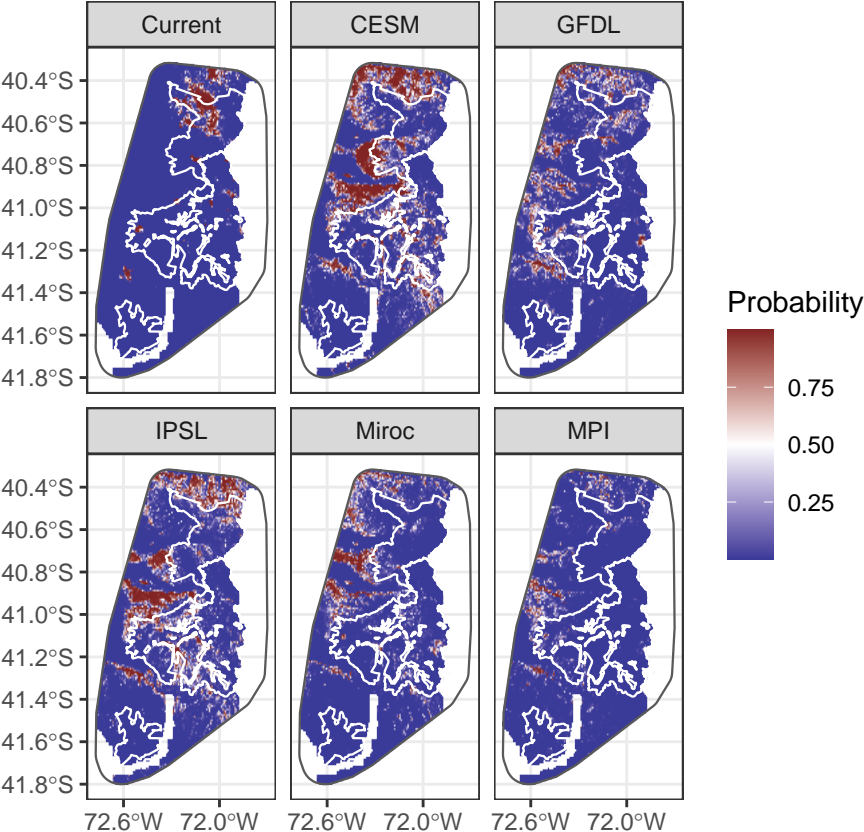 Current CESM GFDL
40.4°S
40.6°S
40.8°S
41.0°S
41.2°S
41.4°S
41.6°S
41.8°S
Probability
0.75
0.50
0.25
IPSL Miroc MPI
40.4°S
40.6°S
40.8°S
41.0°S
41.2°S
41.4°S
41.6°S
41.8°S
72.6°W 72.0°W 72.6°W 72.0°W 72.6°W 72.0°W